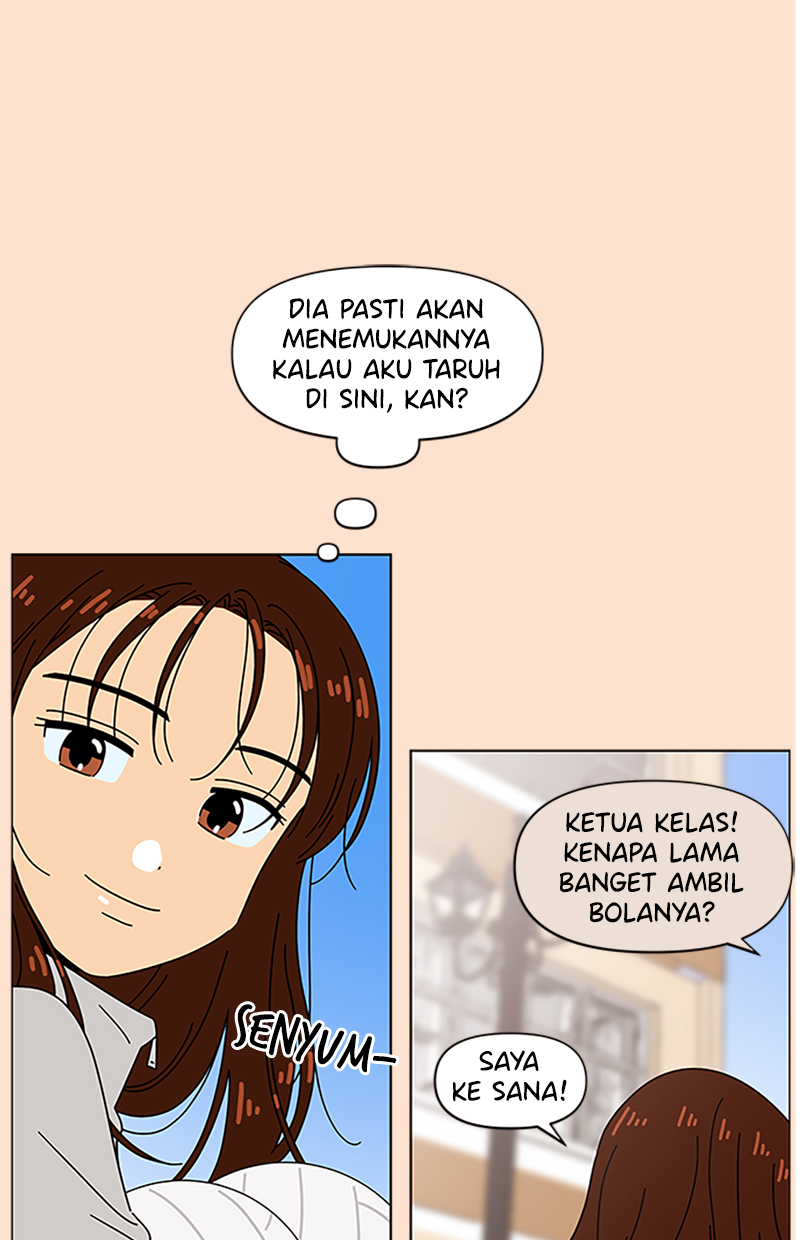 DIA PASTI AKAN
MENEMUKANNYA
KALAU AKU TARUH
DI SINI, KAN?
SENYUM~
KETUA KELAS!
KENAPA LAMA
BANGET AMBIL
BOLANYA?
SAYA
KE SANA!